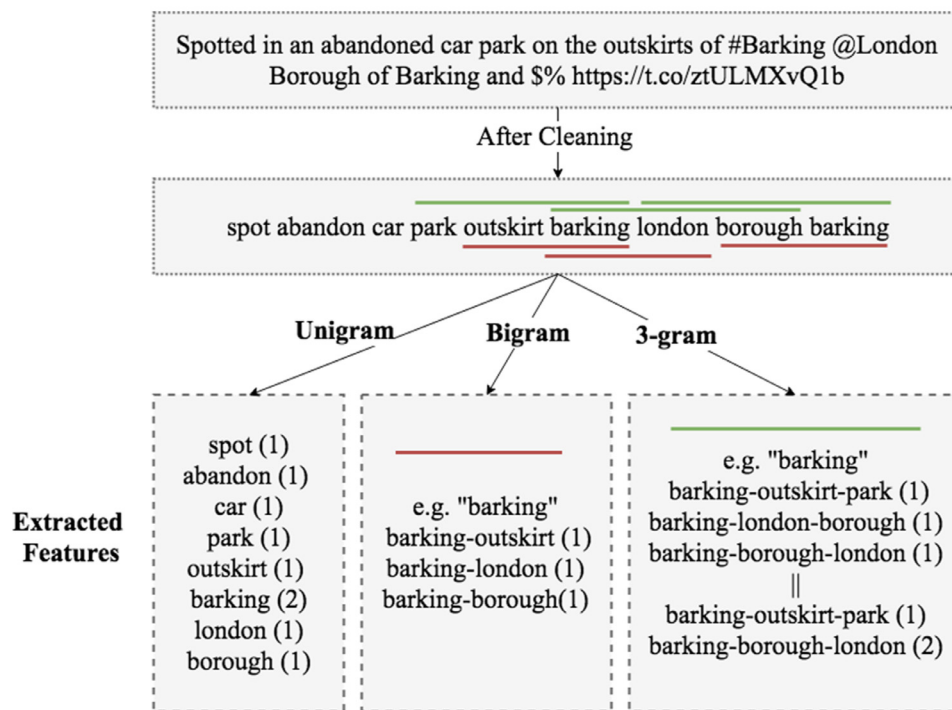 Spotted in an abandoned car park on the outskirts of #Barking @London
Borough of Barking and $% https://t.co/ztULMXvQ1b
After Cleaning
spot abandon car park outskirt barking london borough barking
Unigram
Bigram
3-gram
Extracted
Features
spot (1)
abandon (1)
car (1)
park (1)
outskirt (1)
barking (2)
london (1)
borough (1)
e.g. "barking"
barking-outskirt (1)
barking-london (1)
barking-borough(1)
e.g. "barking"
barking-outskirt-park (1)
barking-london-borough (1)
barking-borough-london (1)
||
barking-outskirt-park (1)
barking-borough-london (2)